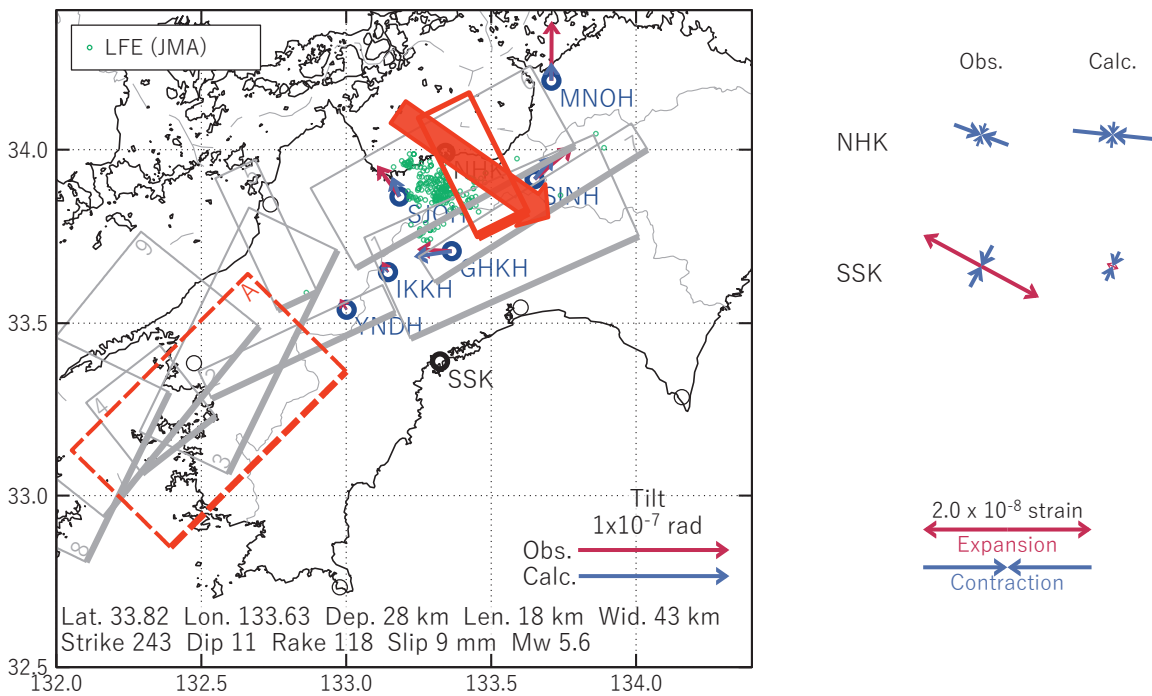 LFE (JMA)
MNOH
NHK
SINH
SJOH
GHKH
IKKH
YNDH
SSK
A
9
6
7
1
5
2
4
3
8
Tilt
1x10-7 rad
Obs.
Calc.
Lat. 33.82 Lon. 133.63 Dep. 28 km Len. 18 km Wid. 43 km
Strike 243 Dip 11 Rake 118 Slip 9 mm Mw 5.6
34.0
33.5
33.0
32.5
132.0 132.5 133.0 133.5 134.0
Obs. Calc.
NHK
SSK
2.0 x 10-8 strain
Expansion
Contraction